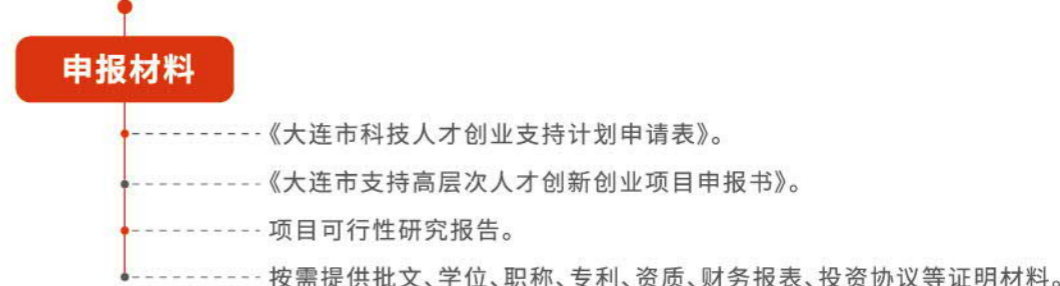 申报材料
《大连市科技人才创业支持计划申请表》。
《大连市支持高层次人才创新创业项目申报书》。
项目可行性研究报告。
按需提供批文、学位、职称、专利、资质、财务报表、投资协议等证明材料。